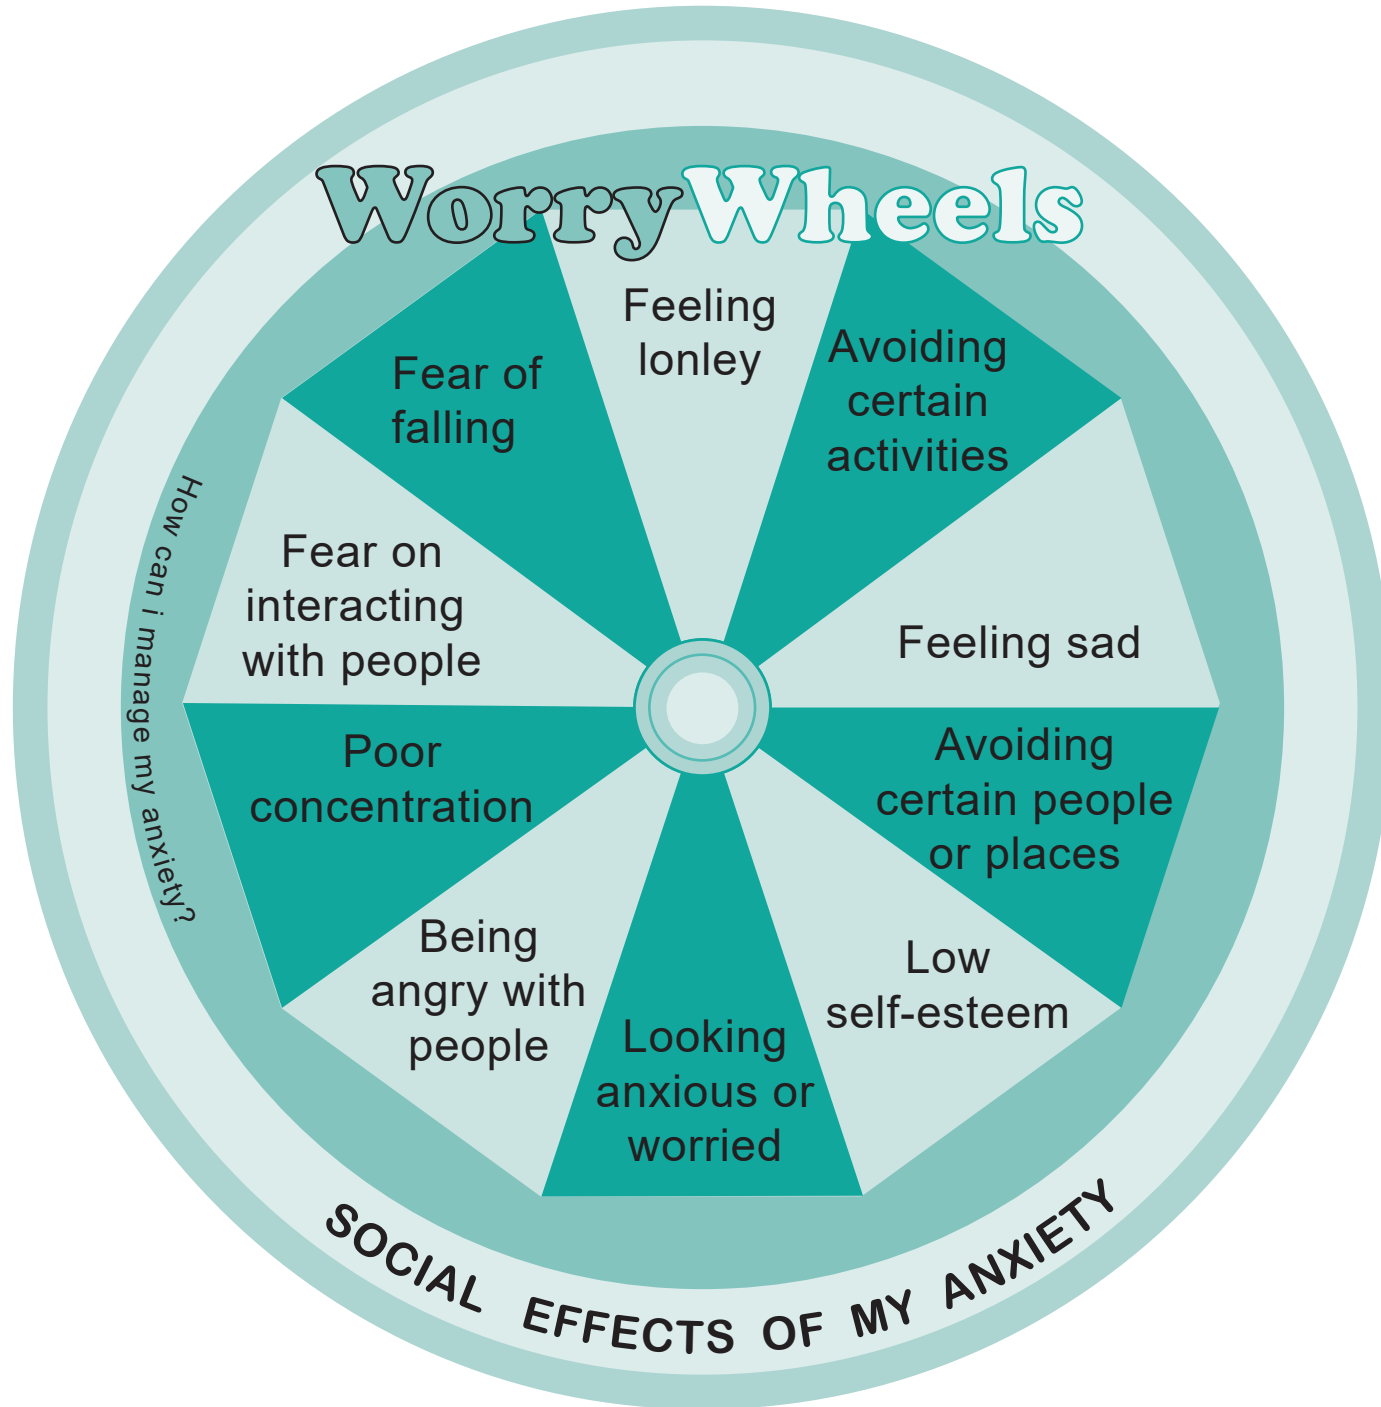 WorryWheels
Feeling
lonley
Avoiding
certain
activities
Feeling sad
Avoiding
certain people
or places
Low
self-esteem
Looking
anxious or
worried
Being
angry with
people
Poor
concentration
Fear on
interacting
with people
Fear of
falling
How can i manage my anxiety?
SOCIAL EFFECTS OF MY ANXIETY